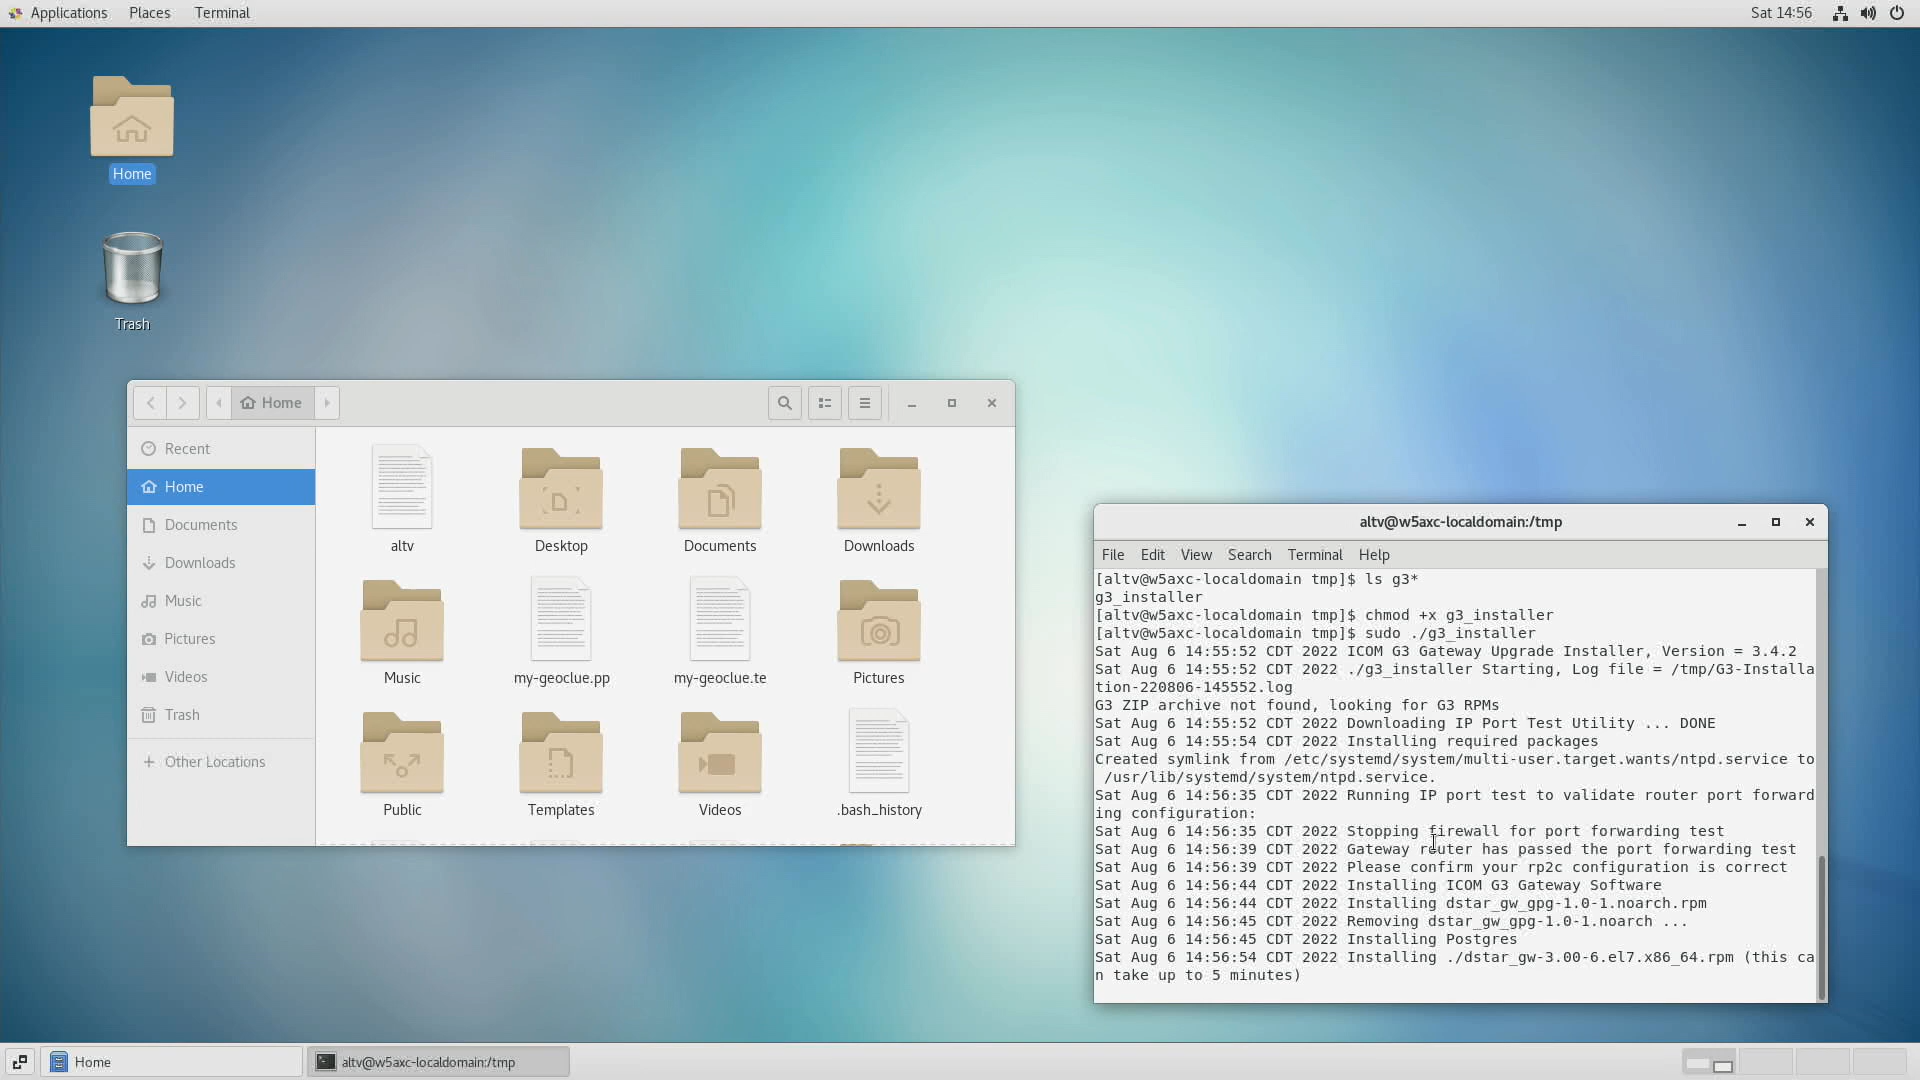 Applications Places Terminal Sat 14:56
Home
Trash
Home
Recent
Home
Documents
Downloads
Music
Pictures
Videos
Trash
Other Locations
altv Desktop Documents Downloads
Music my-geoclue.pp my-geoclue.te Pictures
Public Templates Videos .bash_history
altv@w5axc-localdomain:/tmp
File Edit View Search Terminal Help
[altv@w5axc-localdomain tmp]$ ls g3*
g3_installer
[altv@w5axc-localdomain tmp]$ chmod +x g3_installer
[altv@w5axc-localdomain tmp]$ sudo ./g3_installer
Sat Aug 6 14:55:52 CDT 2022 ICOM G3 Gateway Upgrade Installer, Version = 3.4.2
Sat Aug 6 14:55:52 CDT 2022 ./g3_installer Starting, Log file = /tmp/G3-Installa
tion-220806-145552.log
G3 ZIP archive not found, looking for G3 RPMs
Sat Aug 6 14:55:52 CDT 2022 Downloading IP Port Test Utility ... DONE
Sat Aug 6 14:55:54 CDT 2022 Installing required packages
Created symlink from /etc/systemd/system/multi-user.target.wants/ntpd.service to
 /usr/lib/systemd/system/ntpd.service.
Sat Aug 6 14:56:35 CDT 2022 Running IP port test to validate router port forward
ing configuration:
Sat Aug 6 14:56:35 CDT 2022 Stopping firewall for port forwarding test
Sat Aug 6 14:56:39 CDT 2022 Gateway router has passed the port forwarding test
Sat Aug 6 14:56:39 CDT 2022 Please confirm your rp2c configuration is correct
Sat Aug 6 14:56:44 CDT 2022 Installing ICOM G3 Gateway Software
Sat Aug 6 14:56:44 CDT 2022 Installing dstar_gw_gpg-1.0-1.noarch.rpm
Sat Aug 6 14:56:45 CDT 2022 Removing dstar_gw_gpg-1.0-1.noarch ...
Sat Aug 6 14:56:45 CDT 2022 Installing Postgres
Sat Aug 6 14:56:54 CDT 2022 Installing ./dstar_gw-3.00-6.el7.x86_64.rpm (this ca
n take up to 5 minutes)
Home altv@w5axc-localdomain:/tmp